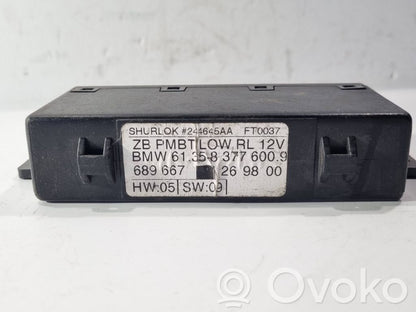 SHURLOK #244645AA FT0037
ZB PMBT LOW RL 12V
BMW 61.35-8 377 600.9
689 667 26 98 00
HW:05 SW:09
Ovoko